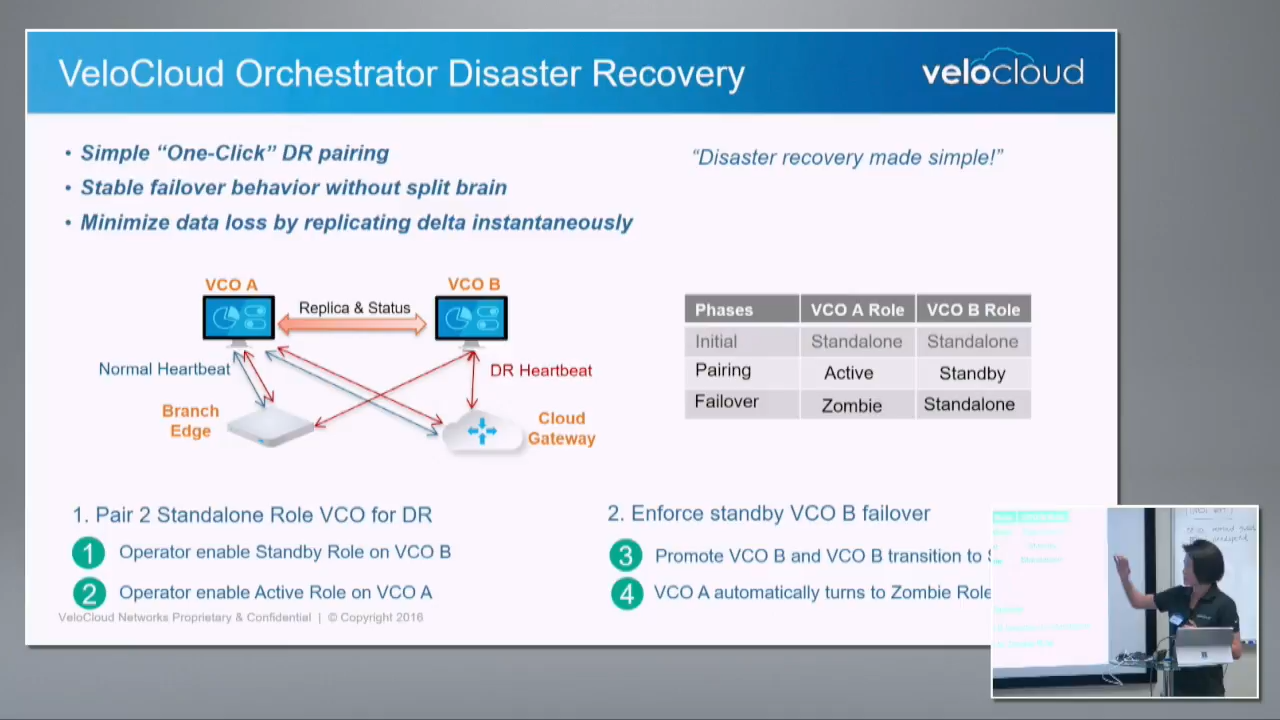 VeloCloud Orchestrator Disaster Recovery
velocloud
• Simple “One-Click” DR pairing
• Stable failover behavior without split brain
• Minimize data loss by replicating delta instantaneously
“Disaster recovery made simple!”
VCO A
VCO B
Replica & Status
Normal Heartbeat
DR Heartbeat
Branch
Edge
Cloud
Gateway
Phases VCO A Role VCO B Role
Initial Standalone Standalone
Pairing Active Standby
Failover Zombie Standalone
1. Pair 2 Standalone Role VCO for DR
1 Operator enable Standby Role on VCO B
2 Operator enable Active Role on VCO A
2. Enforce standby VCO B failover
3 Promote VCO B and VCO B transition to
4 VCO A automatically turns to Zombie Role
VeloCloud Networks Proprietary & Confidential | © Copyright 2016